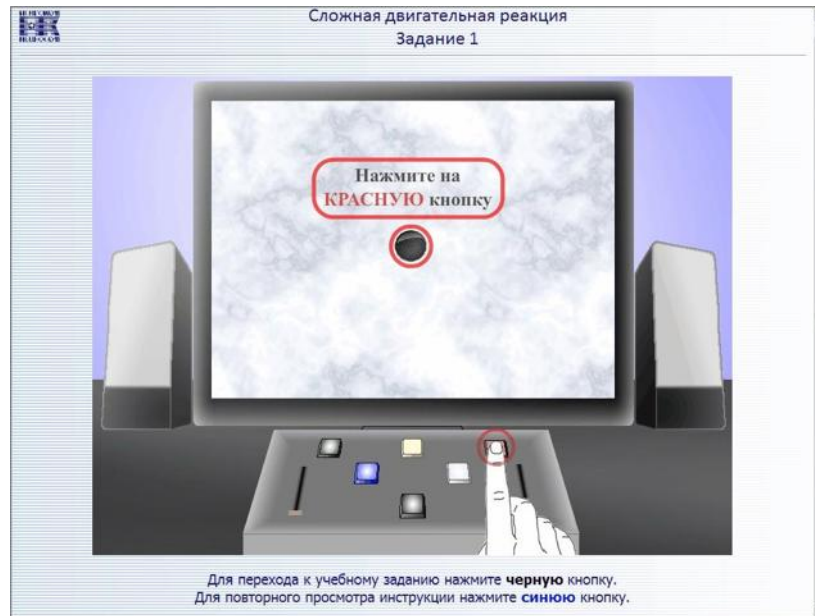 Сложная двигательная реакция
Задание 1
Нажмите на
КРАСНУЮ кнопку
Для перехода к учебному заданию нажмите черную кнопку.
Для повторного просмотра инструкции нажмите синюю кнопку.